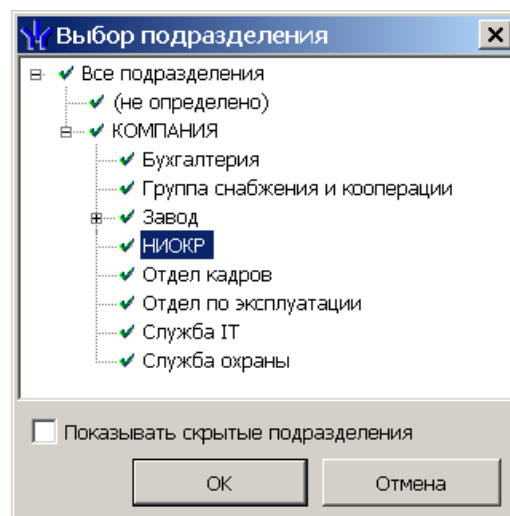 Выбор подразделения
Все подразделения
(не определено)
КОМПАНИЯ
Бухгалтерия
Группа снабжения и кооперации
Завод
НИОКР
Отдел кадров
Отдел по эксплуатации
Служба IT
Служба охраны
Показывать скрытые подразделения
ОК
Отмена